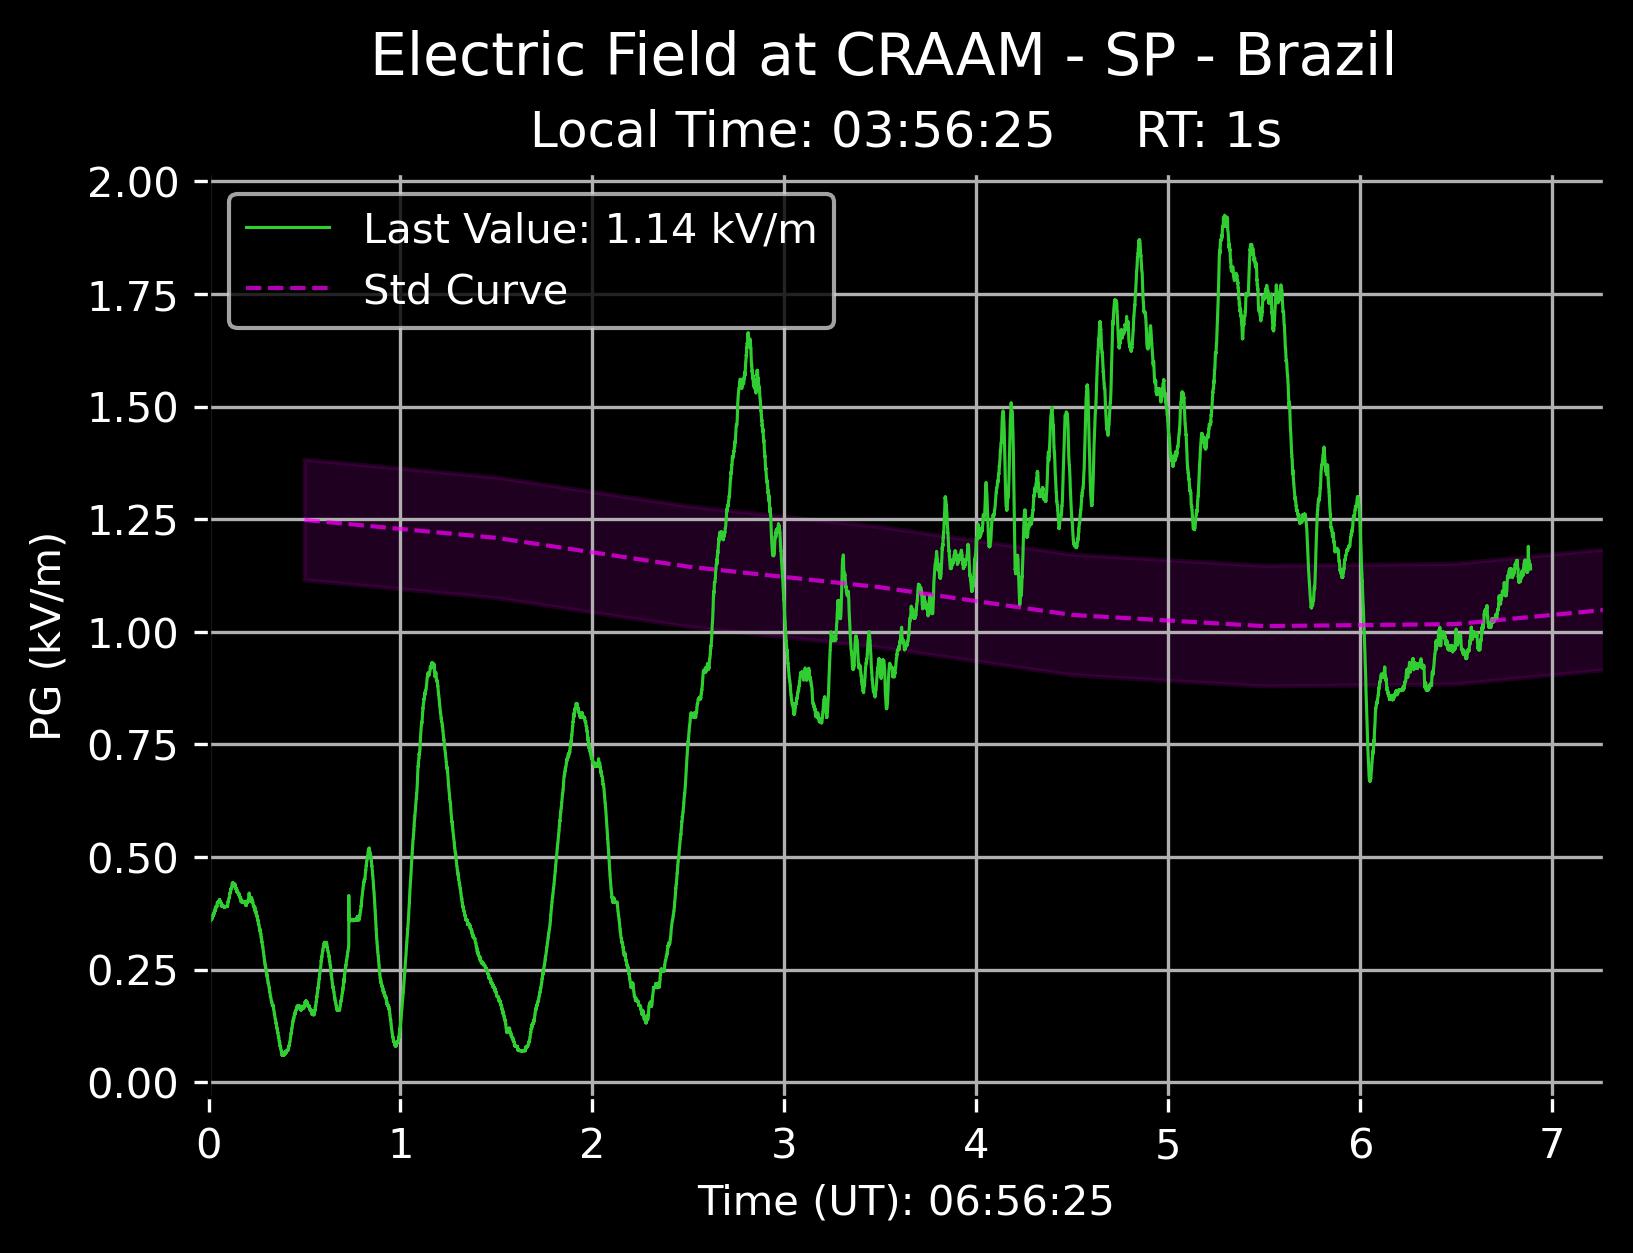 Electric Field at CRAAM - SP - Brazil
Local Time: 03:56:25 RT: 1s
Last Value: 1.14 kV/m
Std Curve
PG (kV/m)
2.00
1.75
1.50
1.25
1.00
0.75
0.50
0.25
0.00
0 1 2 3 4 5 6 7
Time (UT): 06:56:25